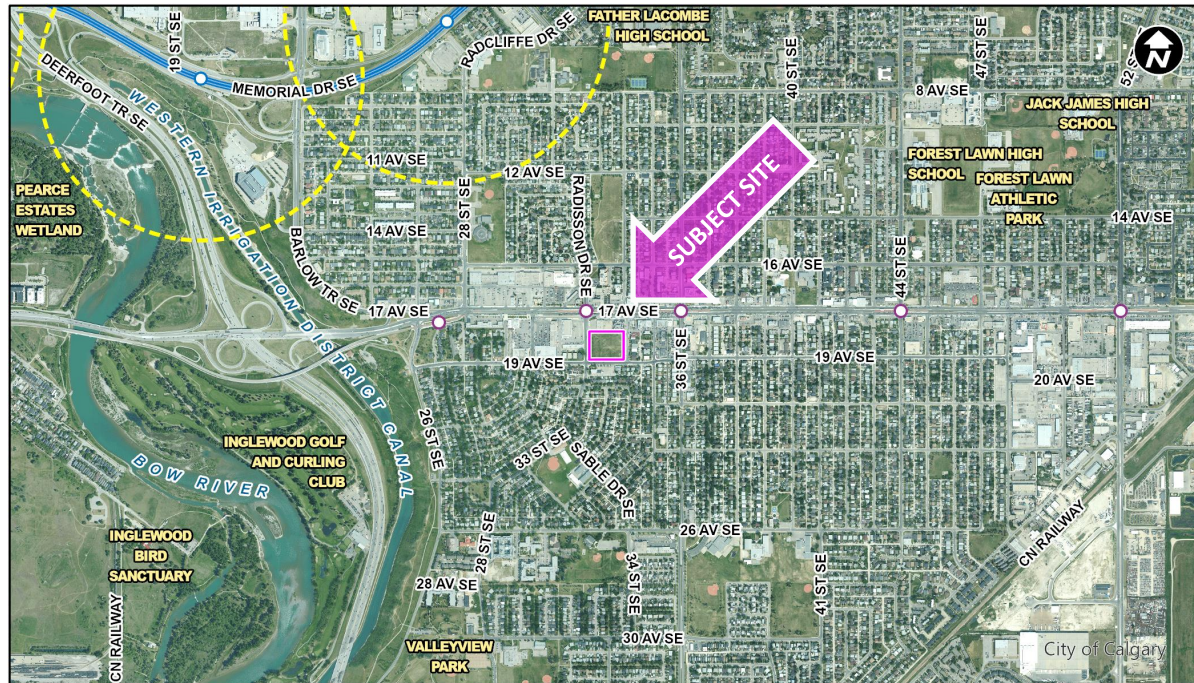 FATHER LACOMBE
HIGH SCHOOL
RADCLIFFE DR SE
19 ST SE
40 ST SE
47 ST SE
52 ST SE
N
DEERFOOT TR SE
MEMORIAL DR SE
8 AV SE
WESTERN IRRIGATION DISTRICT CANAL
JACK JAMES HIGH
SCHOOL
11 AV SE
12 AV SE
FOREST LAWN HIGH
SCHOOL
FOREST LAWN
ATHLETIC
PARK
PEARCE
ESTATES
WETLAND
RADISSON DR SE
28 ST SE
SUBJECT SITE
14 AV SE
14 AV SE
BARLOW TR SE
16 AV SE
44 ST SE
17 AV SE
17 AV SE
36 ST SE
19 AV SE
19 AV SE
20 AV SE
26 ST SE
INGLEWOOD GOLF
AND CURLING
CLUB
33 ST SE
SABLE DR SE
BOW RIVER
INGLEWOOD
BIRD
SANCTUARY
28 ST SE
26 AV SE
CN RAILWAY
34 ST SE
41 ST SE
28 AV SE
30 AV SE
CN RAILWAY
VALLEYVIEW
PARK
City of Calgary